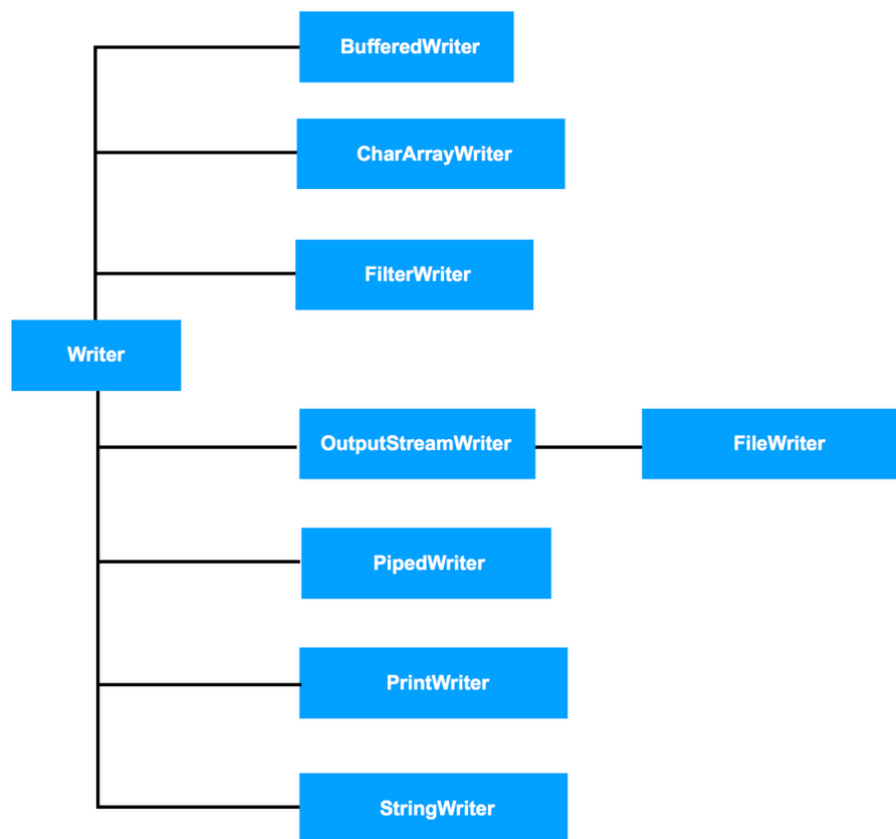 BufferedWriter
CharArrayWriter
FilterWriter
Writer
OutputStreamWriter
FileWriter
PipedWriter
PrintWriter
StringWriter